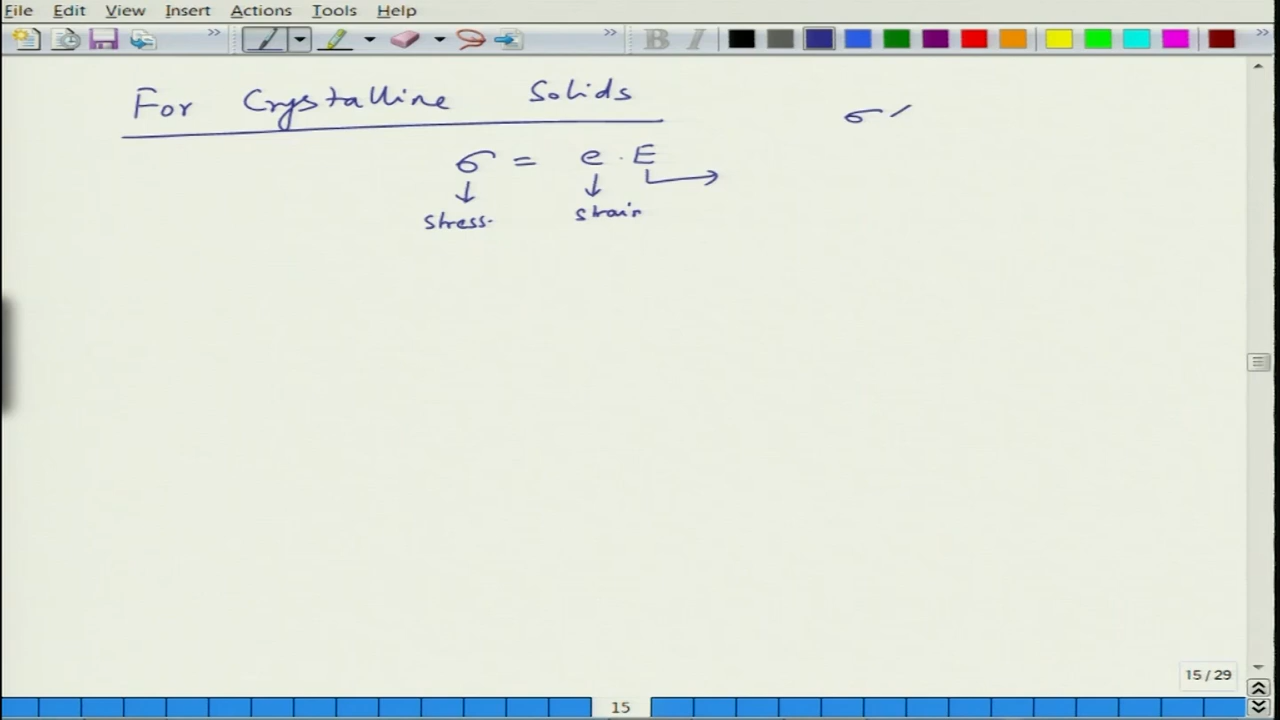 File Edit View Insert Actions Tools Help
B I
For Crystalline Solids
σ
σ = e . E
stress
strain
15 / 29
15